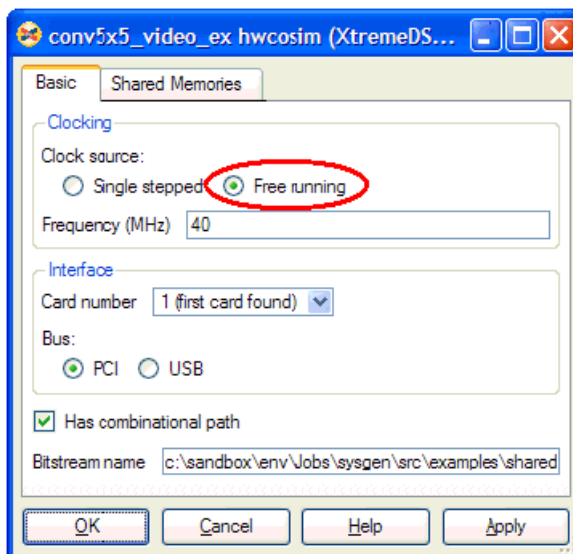 conv5x5_video_ex hwcosim (XtremeDS...
Basic Shared Memories
Clocking
Clock source:
Single stepped Free running
Frequency (MHz) 40
Interface
Card number 1 (first card found)
Bus:
PCI USB
Has combinational path
Bitstream name c:\sandbox\env\Jobs\sysgen\src\examples\shared
OK Cancel Help Apply